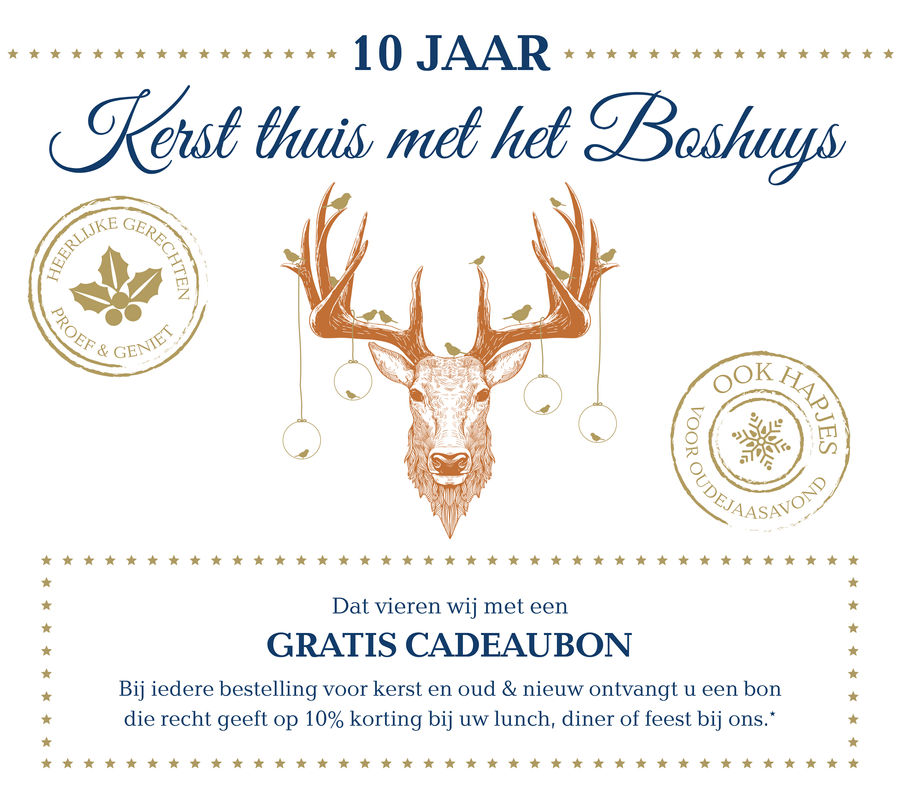 10 JAAR
Kerst thuis met het Boshuys
HEERLIJKE GERECHTEN
PROEF & GENIET
OOK HAPJES
VOOR OUDEJAASAVOND
Dat vieren wij met een
GRATIS CADEAUBON
Bij iedere bestelling voor kerst en oud & nieuw ontvangt u een bon
die recht geeft op 10% korting bij uw lunch, diner of feest bij ons.*